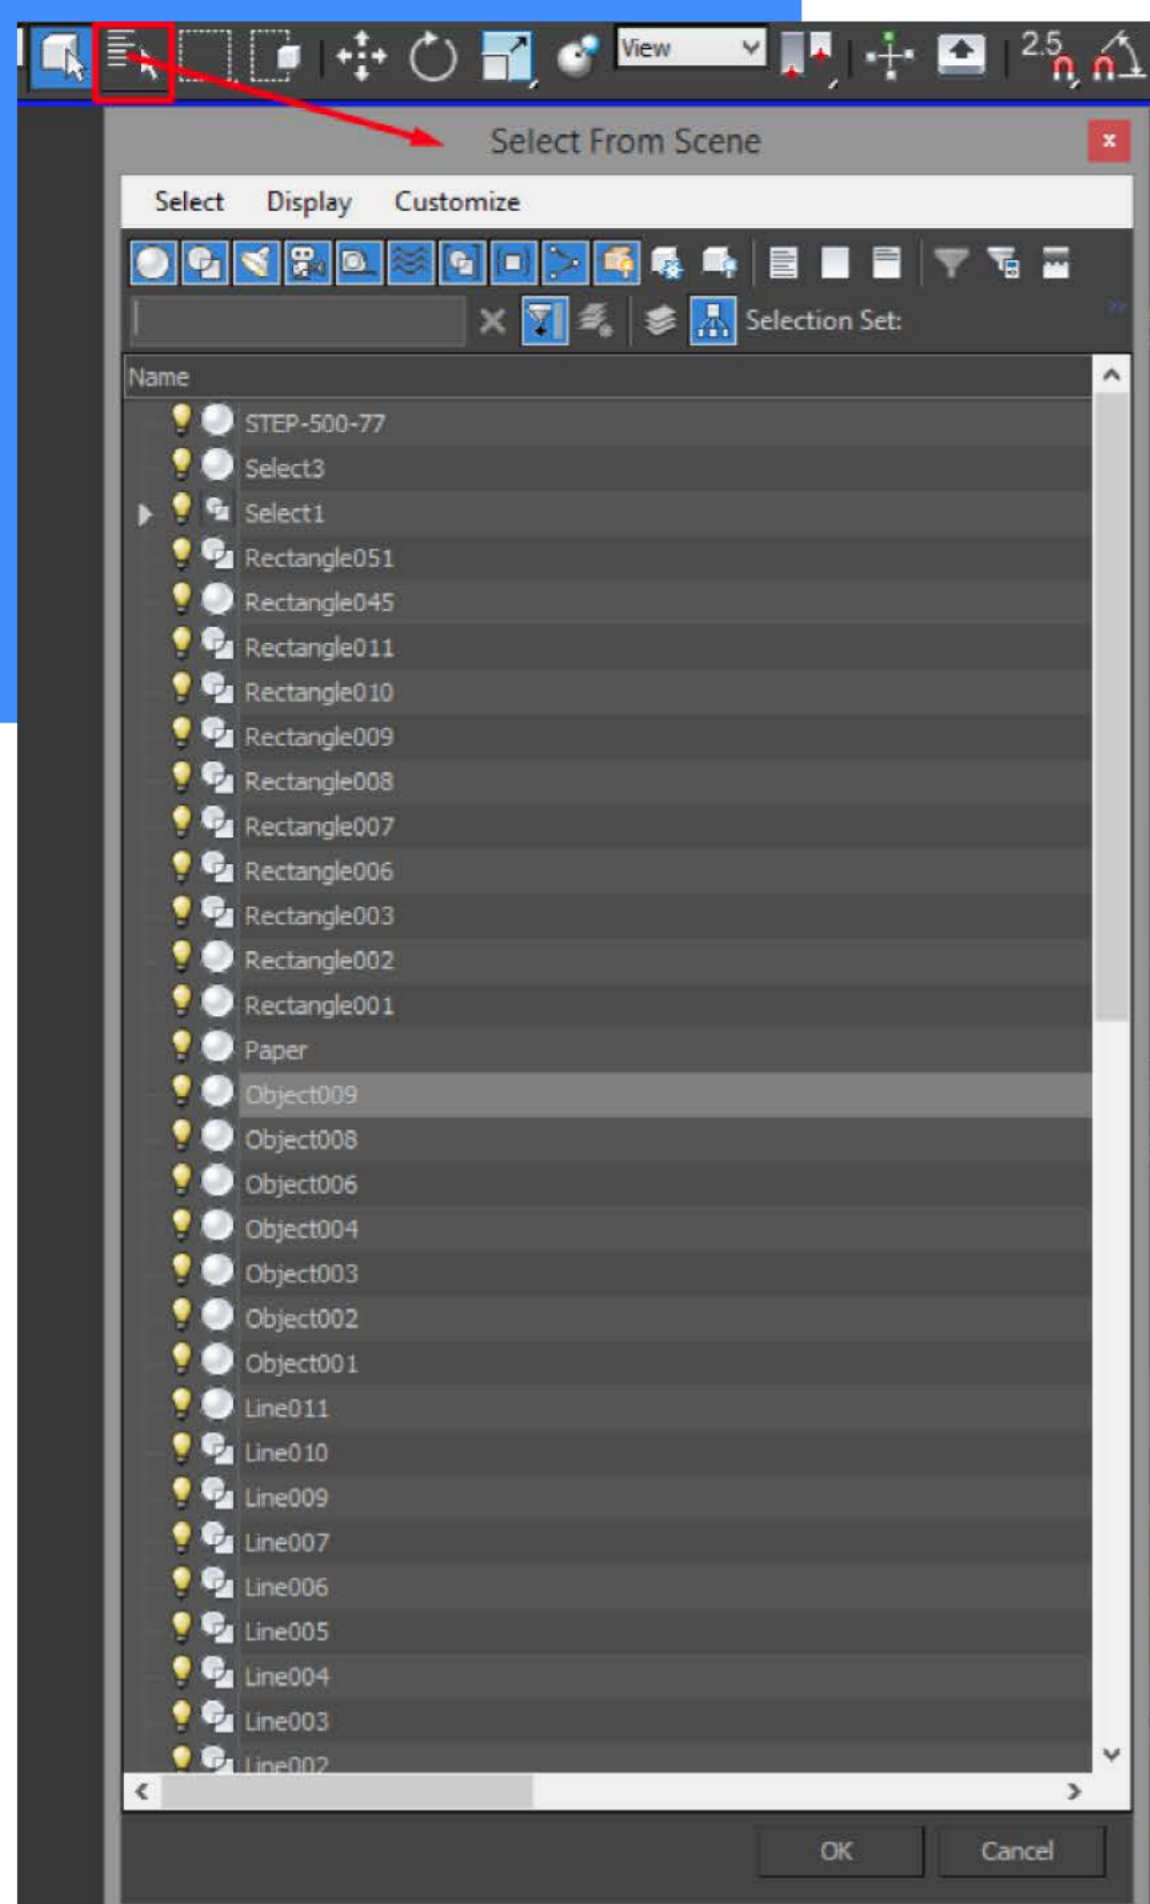 View
2.5
Select From Scene
x
Select Display Customize
Selection Set:
Name
STEP-500-77
Select3
Select1
Rectangle051
Rectangle045
Rectangle011
Rectangle010
Rectangle009
Rectangle008
Rectangle007
Rectangle006
Rectangle003
Rectangle002
Rectangle001
Paper
Object009
Object008
Object006
Object004
Object003
Object002
Object001
Line011
Line010
Line009
Line007
Line006
Line005
Line004
Line003
Line002
OK Cancel